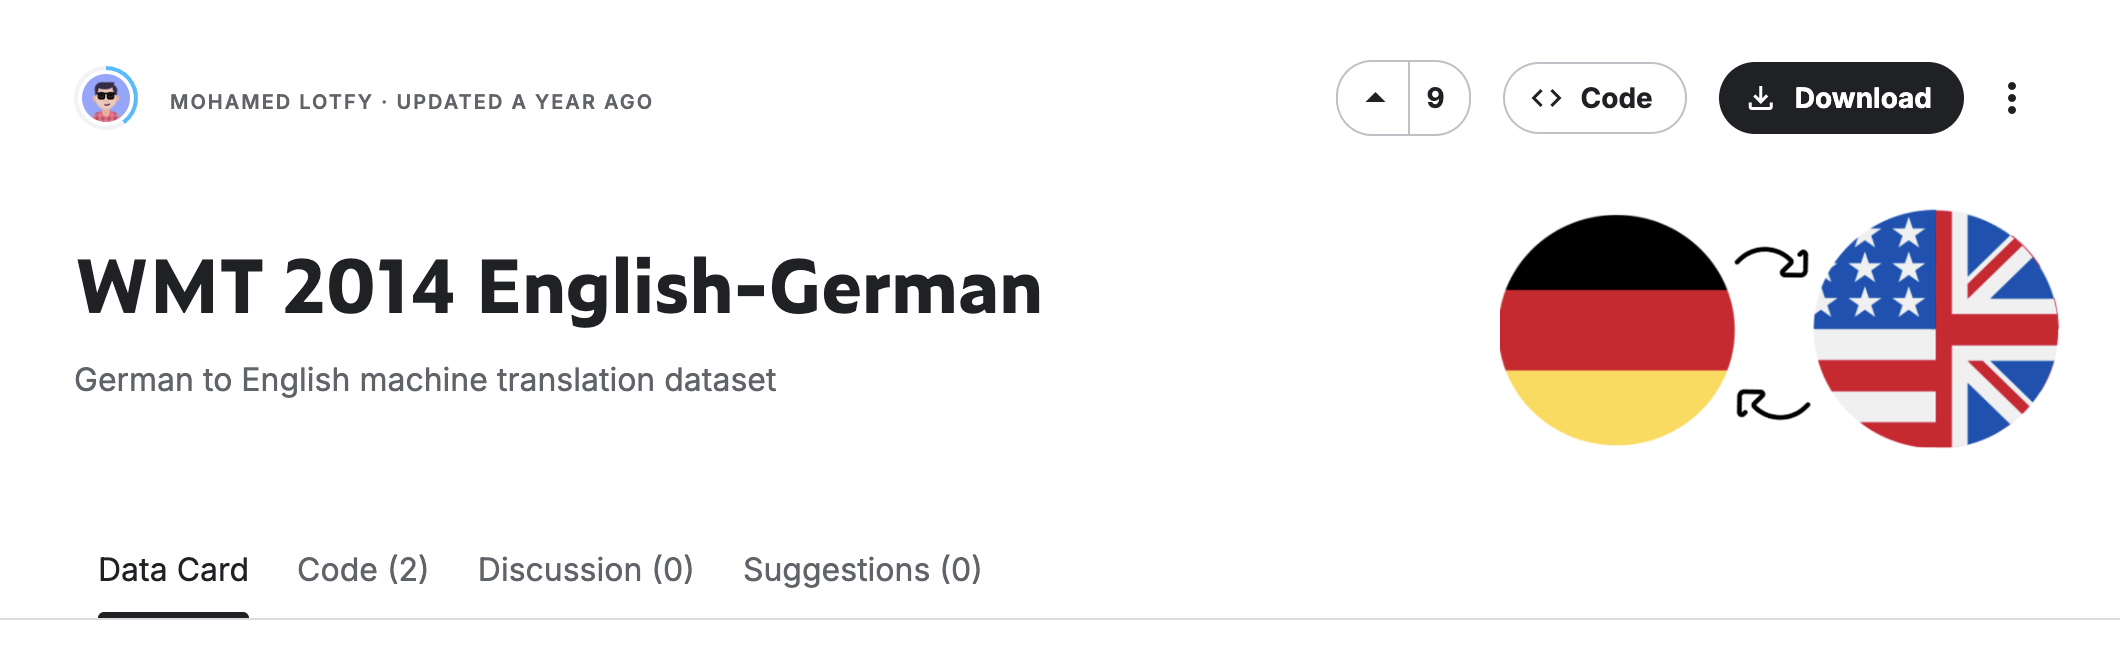 MOHAMED LOTFY · UPDATED A YEAR AGO
9
Code
Download
WMT 2014 English-German
German to English machine translation dataset
Data Card
Code (2)
Discussion (0)
Suggestions (0)